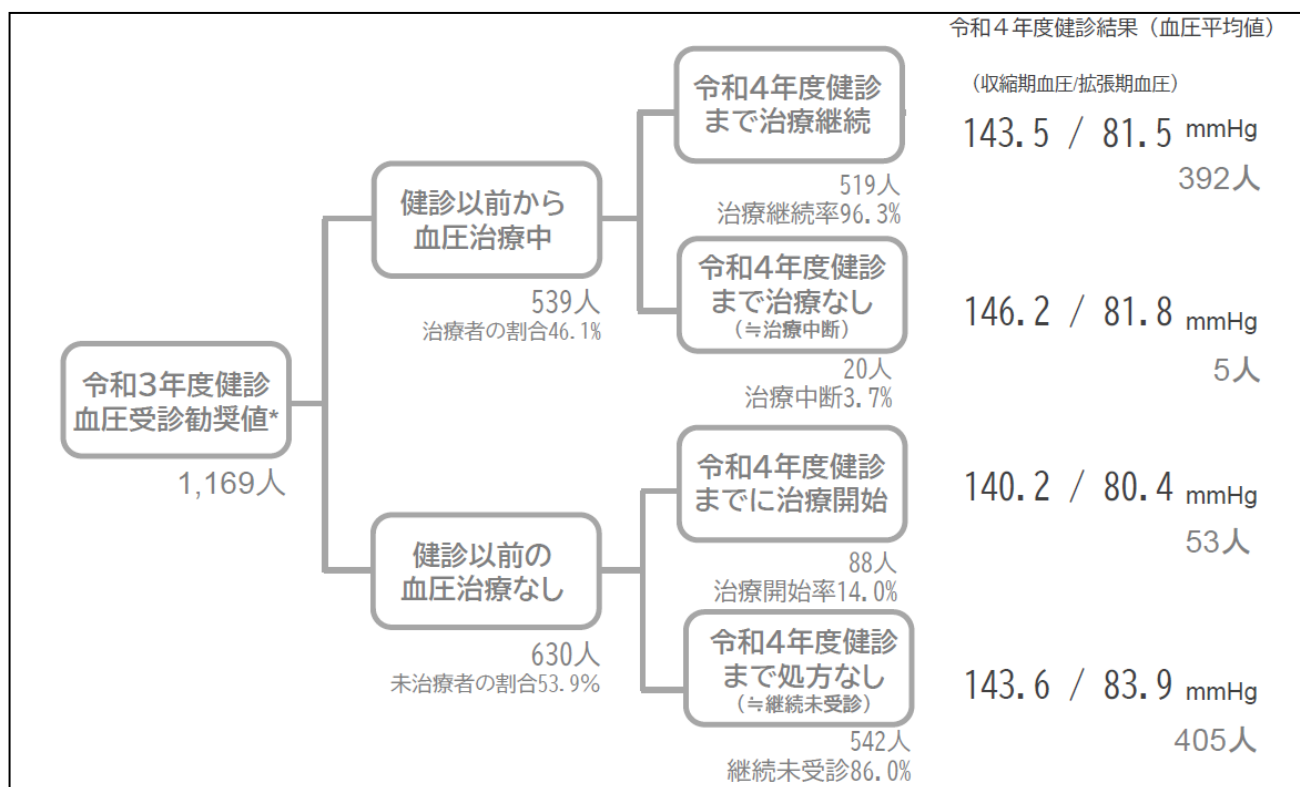 令和４年度健診結果（血圧平均値）
（収縮期血圧/拡張期血圧）
令和4年度健診
まで治療継続
519人
治療継続率96.3%
143.5 / 81.5 mmHg
392人
健診以前から
血圧治療中
539人
治療者の割合46.1%
令和4年度健診
まで治療なし
（≒治療中断）
20人
治療中断3.7%
146.2 / 81.8 mmHg
5人
令和3年度健診
血圧受診勧奨値*
1,169人
令和4年度健診
までに治療開始
88人
治療開始率14.0%
140.2 / 80.4 mmHg
53人
健診以前の
血圧治療なし
630人
未治療者の割合53.9%
令和4年度健診
まで処方なし
（≒継続未受診）
542人
継続未受診86.0%
143.6 / 83.9 mmHg
405人